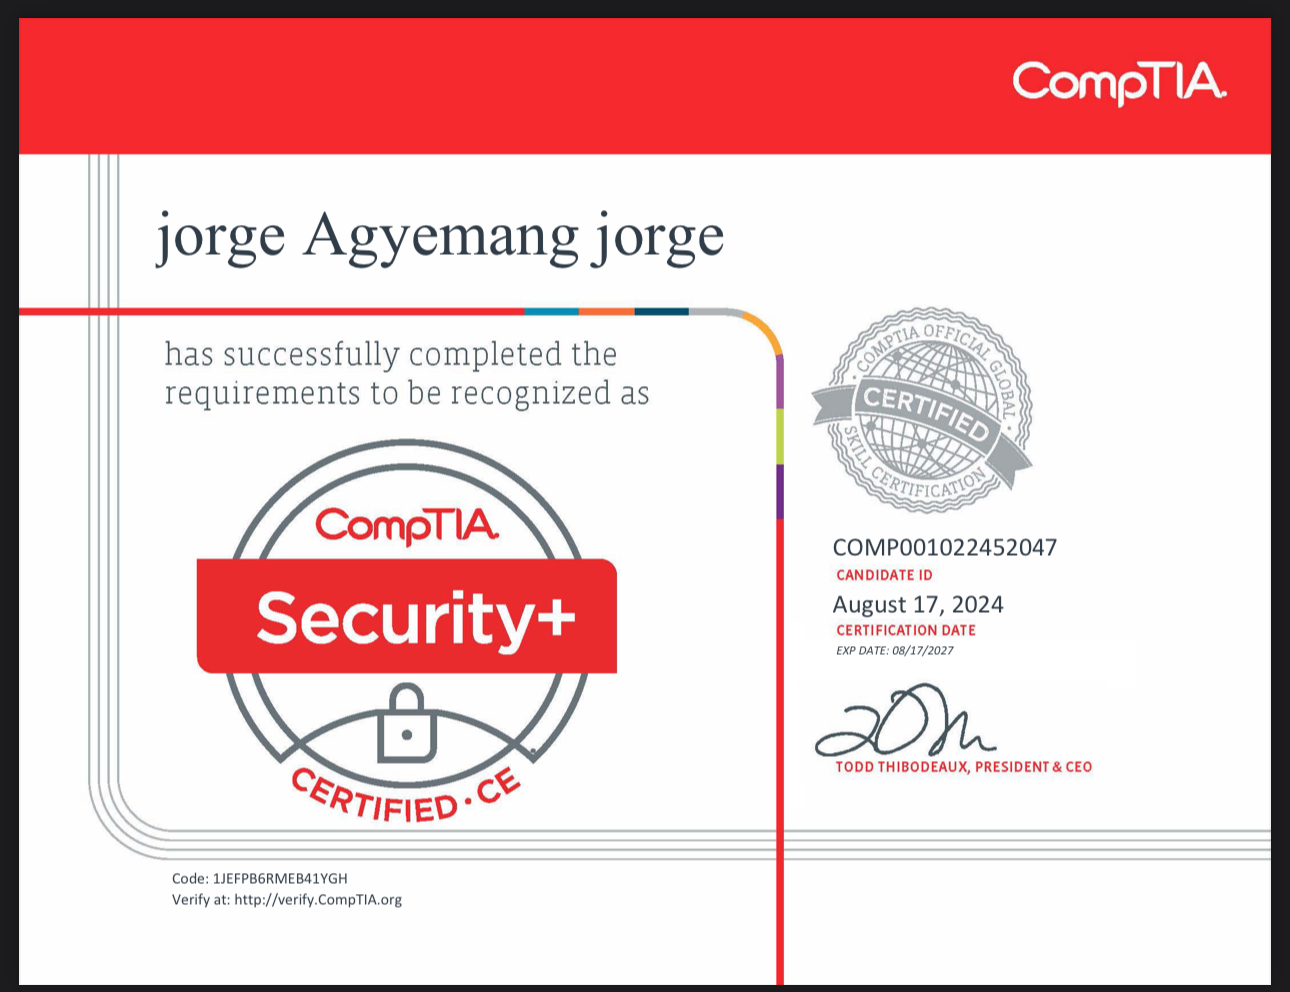 CompTIA.
jorge Agyemang jorge
has successfully completed the
requirements to be recognized as
CompTIA.
Security+
CERTIFIED · CE
· COMPTIA OFFICIAL GLOBAL ·
CERTIFIED
SKILL CERTIFICATION
COMP001022452047
CANDIDATE ID
August 17, 2024
CERTIFICATION DATE
EXP DATE: 08/17/2027
TODD THIBODEAUX, PRESIDENT & CEO
Code: 1JEFPB6RMEB41YGH
Verify at: http://verify.CompTIA.org